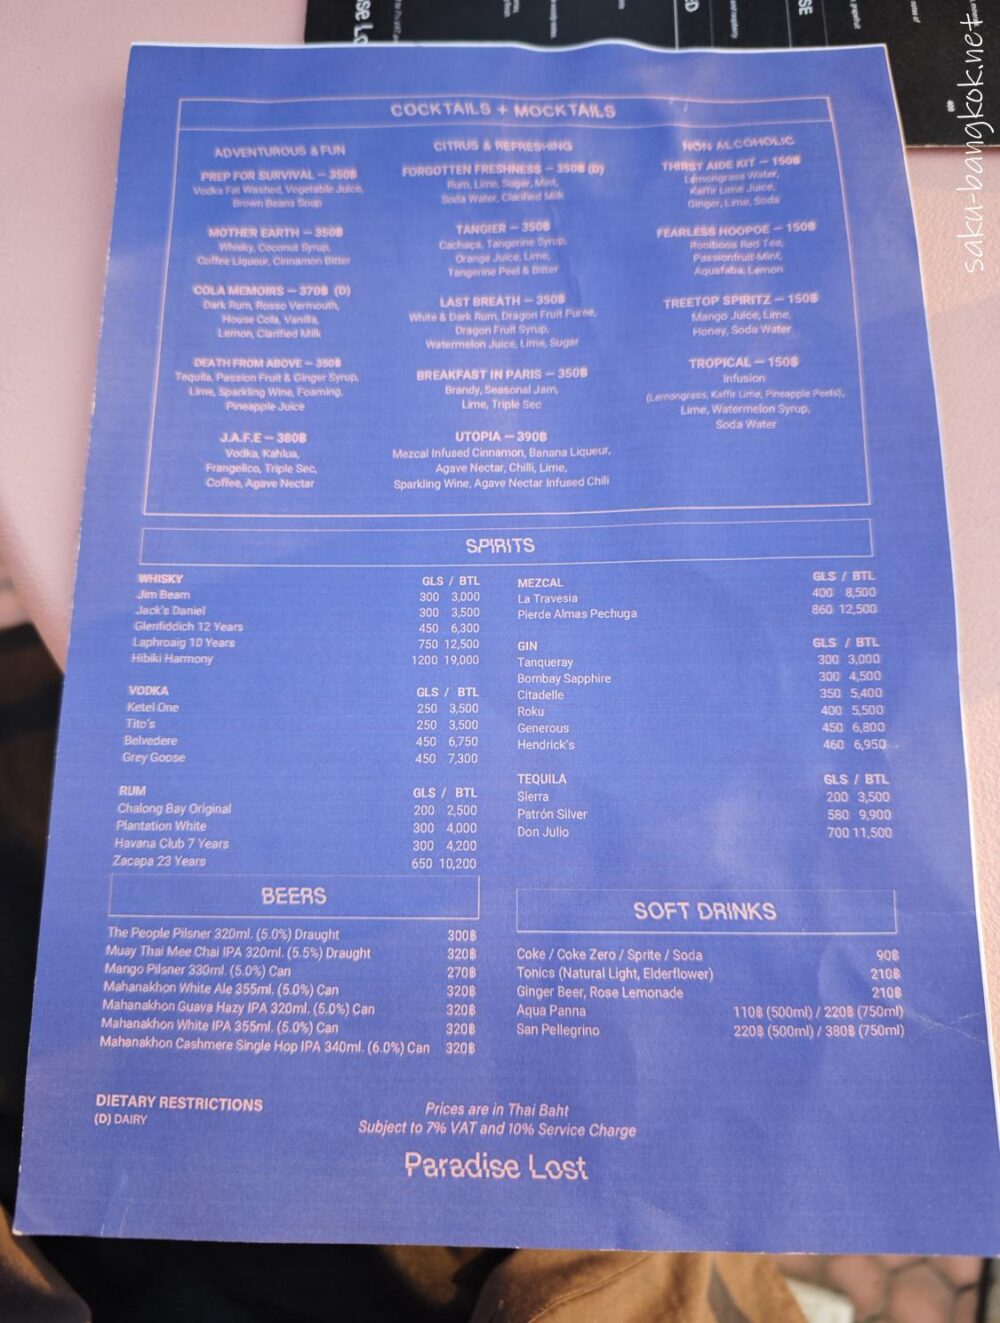 COCKTAILS + MOCKTAILS
ADVENTUROUS & FUN
PREP FOR SURVIVAL – 350฿
Vodka Fat Washed, Vegetable Juice,
Brown Beans Soup
MOTHER EARTH – 350฿
Whisky, Coconut Syrup,
Coffee Liqueur, Cinnamon Bitter
COLA MEMOIRS – 370฿ (D)
Dark Rum, Rosso Vermouth,
House Cola, Vanilla,
Lemon, Clarified Milk
DEATH FROM ABOVE – 350฿
Tequila, Passion Fruit & Ginger Syrup,
Lime, Sparkling Wine, Foaming,
Pineapple Juice
J.A.F.E – 380฿
Vodka, Kahlua,
Frangelico, Triple Sec,
Coffee, Agave Nectar
CITRUS & REFRESHING
FORGOTTEN FRESHNESS – 350฿ (D)
Rum, Lime, Sugar, Mint,
Soda Water, Clarified Milk
TANGIER – 350฿
Cachaça, Tangerine Syrup,
Orange Juice, Lime,
Tangerine Peel & Bitter
LAST BREATH – 350฿
White & Dark Rum, Dragon Fruit Puree,
Dragon Fruit Syrup,
Watermelon Juice, Lime, Sugar
BREAKFAST IN PARIS – 350฿
Brandy, Seasonal Jam,
Lime, Triple Sec
UTOPIA – 390฿
Mezcal Infused Cinnamon, Banana Liqueur,
Agave Nectar, Chilli, Lime,
Sparkling Wine, Agave Nectar Infused Chili
NON ALCOHOLIC
THIRST AIDE KIT – 150฿
Lemongrass Water,
Kaffir Lime Juice,
Ginger, Lime, Soda
FEARLESS HOOPOE – 150฿
Rooiboos Red Tea,
Passionfruit Mint,
Aquafaba, Lemon
TREETOP SPIRITZ – 150฿
Mango Juice, Lime,
Honey, Soda Water
TROPICAL – 150฿
Infusion
(Lemongrass, Kaffir Lime, Pineapple Peels),
Lime, Watermelon Syrup,
Soda Water
SPIRITS
WHISKY GLS / BTL
Jim Beam 300 3,000
Jack's Daniel 300 3,500
Glenfiddich 12 Years 450 6,300
Laphroaig 10 Years 750 12,500
Hibiki Harmony 1200 19,000
VODKA GLS / BTL
Ketel One 250 3,500
Tito's 250 3,500
Belvedere 450 6,750
Grey Goose 450 7,300
RUM GLS / BTL
Chalong Bay Original 200 2,500
Plantation White 300 4,000
Havana Club 7 Years 300 4,200
Zacapa 23 Years 650 10,200
MEZCAL GLS / BTL
La Travesia 400 8,500
Pierde Almas Pechuga 860 12,500
GIN GLS / BTL
Tanqueray 300 3,000
Bombay Sapphire 300 4,500
Citadelle 350 5,400
Roku 400 5,500
Generous 450 6,800
Hendrick's 460 6,950
TEQUILA GLS / BTL
Sierra 200 3,500
Patrón Silver 580 9,900
Don Julio 700 11,500
BEERS
The People Pilsner 320ml. (5.0%) Draught 300฿
Muay Thai Mee Chai IPA 320ml. (5.5%) Draught 320฿
Mango Pilsner 330ml. (5.0%) Can 270฿
Mahanakhon White Ale 355ml. (5.0%) Can 320฿
Mahanakhon Guava Hazy IPA 320ml. (5.0%) Can 320฿
Mahanakhon White IPA 355ml. (5.0%) Can 320฿
Mahanakhon Cashmere Single Hop IPA 340ml. (6.0%) Can 320฿
SOFT DRINKS
Coke / Coke Zero / Sprite / Soda 90฿
Tonics (Natural Light, Elderflower) 210฿
Ginger Beer, Rose Lemonade 210฿
Aqua Panna 110฿ (500ml) / 220฿ (750ml)
San Pellegrino 220฿ (500ml) / 380฿ (750ml)
DIETARY RESTRICTIONS
(D) DAIRY
Prices are in Thai Baht
Subject to 7% VAT and 10% Service Charge
Paradise Lost
saku-bangkok.net